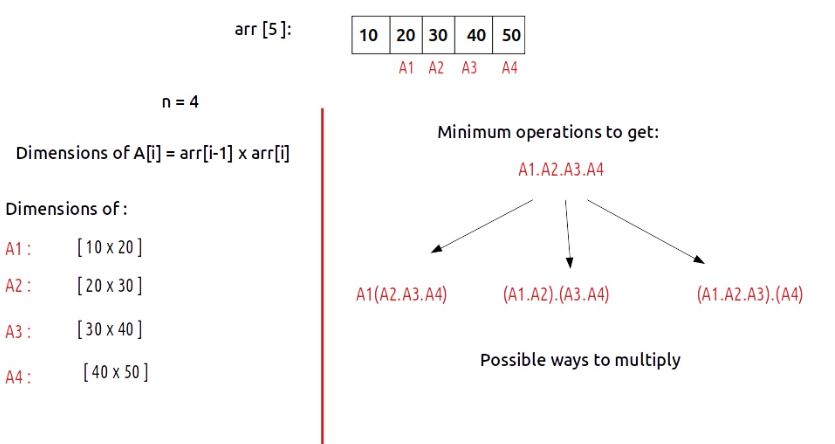 arr [5 ]:
10 20 30 40 50
A1 A2 A3 A4
n = 4
Dimensions of A[i] = arr[i-1] x arr[i]
Dimensions of :
A1 : [ 10 x 20 ]
A2 : [ 20 x 30 ]
A3 : [ 30 x 40 ]
A4 : [ 40 x 50 ]
Minimum operations to get:
A1.A2.A3.A4
A1(A2.A3.A4) (A1.A2).(A3.A4) (A1.A2.A3).(A4)
Possible ways to multiply